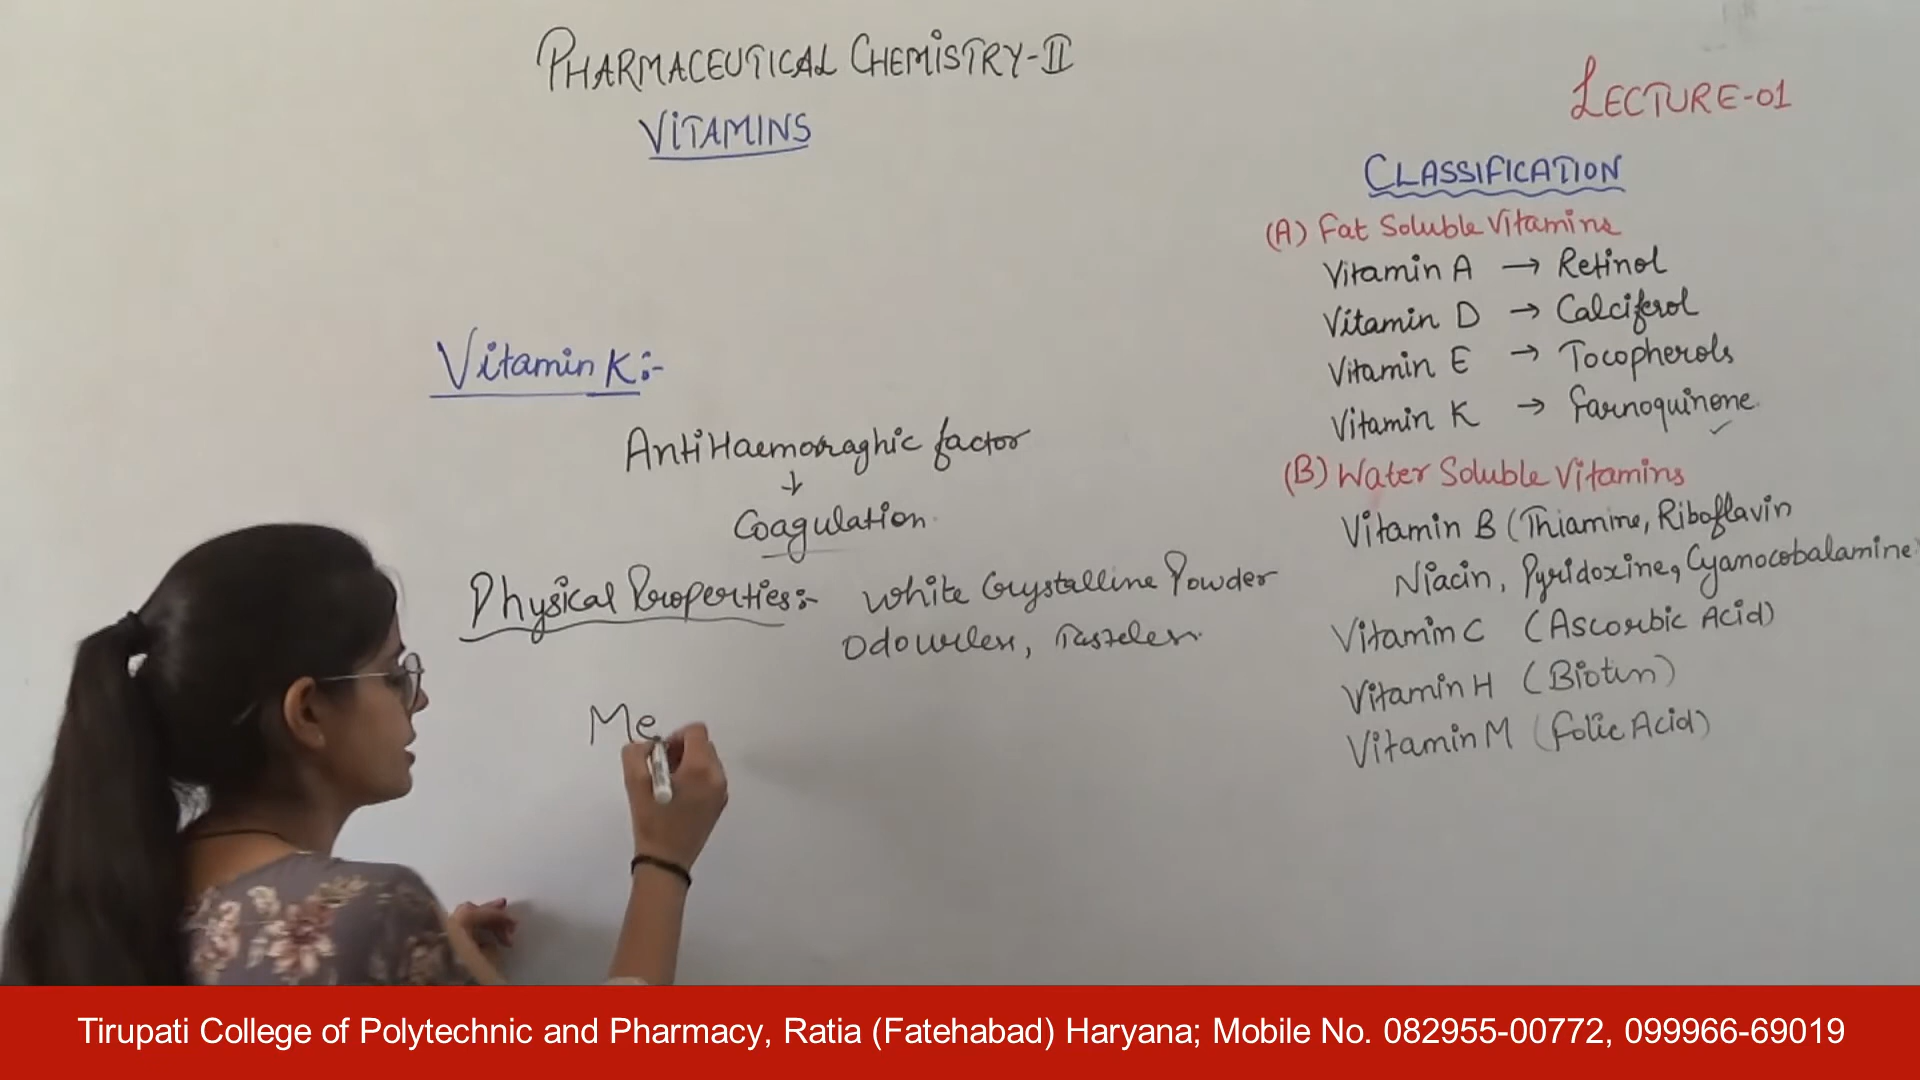 PHARMACEUTICAL CHEMISTRY-II
VITAMINS
LECTURE-01
Vitamin K:-
AntiHaemorraghic factor
↓
Coagulation
Physical Properties:- White Crystalline Powder
Odourless, Tasteless.
Me
CLASSIFICATION
(A) Fat Soluble Vitamins
Vitamin A → Retinol
Vitamin D → Calciferol
Vitamin E → Tocopherols
Vitamin K → Farnoquinone
(B) Water Soluble Vitamins
Vitamin B (Thiamine, Riboflavin
Niacin, Pyridoxine, Cyanocobalamine)
Vitamin C (Ascorbic Acid)
Vitamin H (Biotin)
Vitamin M (Folic Acid)
Tirupati College of Polytechnic and Pharmacy, Ratia (Fatehabad) Haryana; Mobile No. 082955-00772, 099966-69019